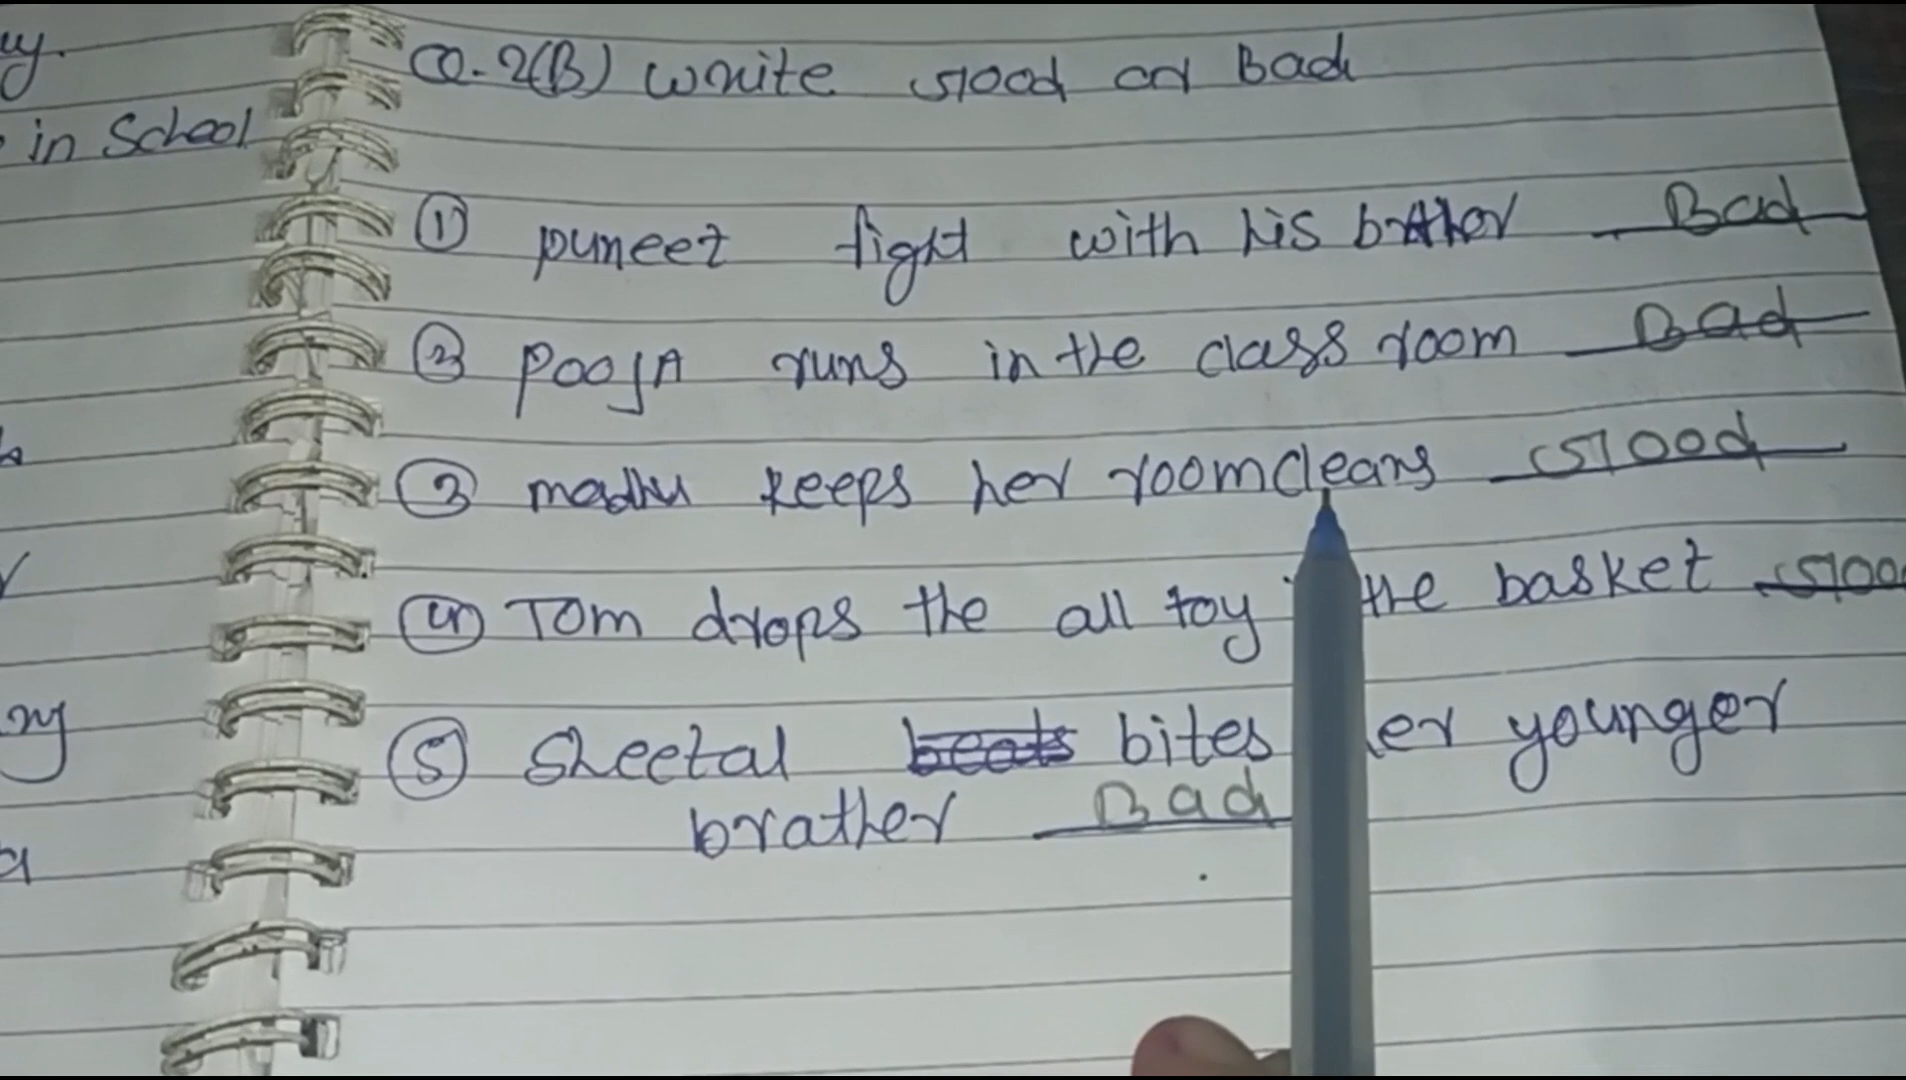 y.
in School
Q.2(B) write Good or Bad
① puneet fight with his brother Bad
② PoojA runs in the class room Bad
③ madhu keeps her room cleans Good
④ Tom drops the all toy the basket
⑤ Sheetal bites er younger
brather Bad